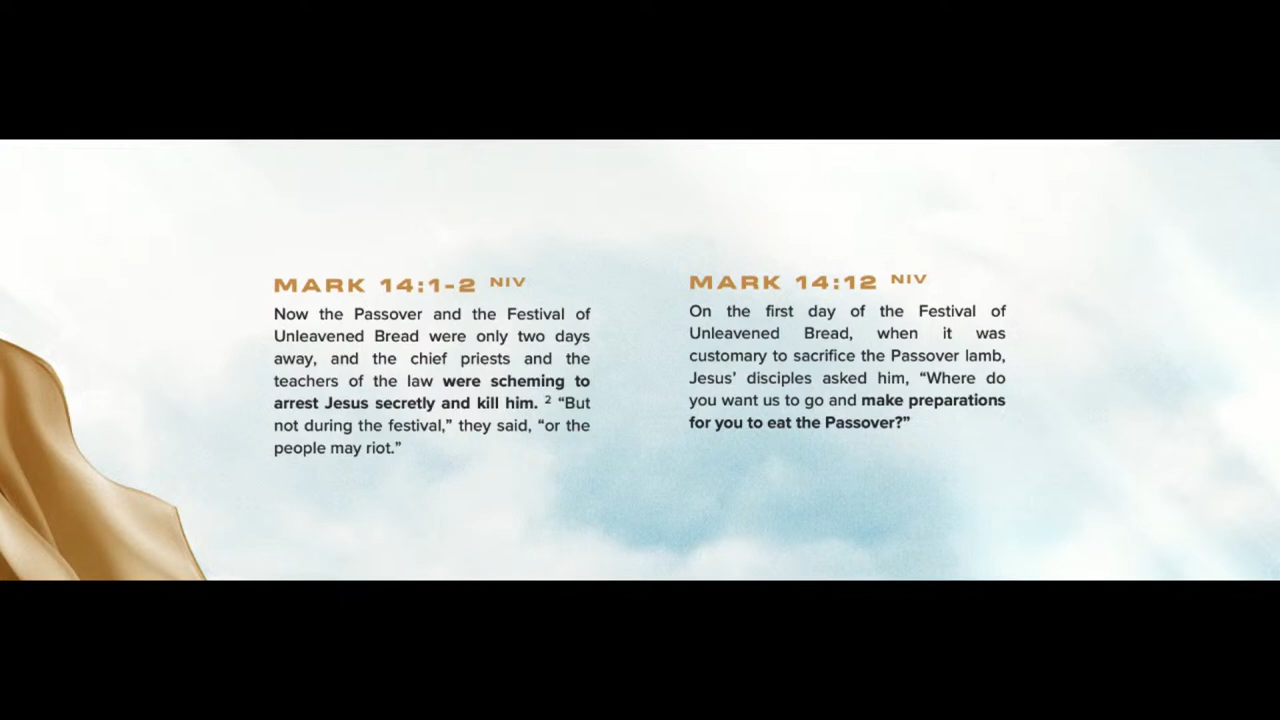 MARK 14:1-2 NIV
Now the Passover and the Festival of
Unleavened Bread were only two days
away, and the chief priests and the
teachers of the law were scheming to
arrest Jesus secretly and kill him. ² “But
not during the festival,” they said, “or the
people may riot.”
MARK 14:12 NIV
On the first day of the Festival of
Unleavened Bread, when it was
customary to sacrifice the Passover lamb,
Jesus’ disciples asked him, “Where do
you want us to go and make preparations
for you to eat the Passover?”